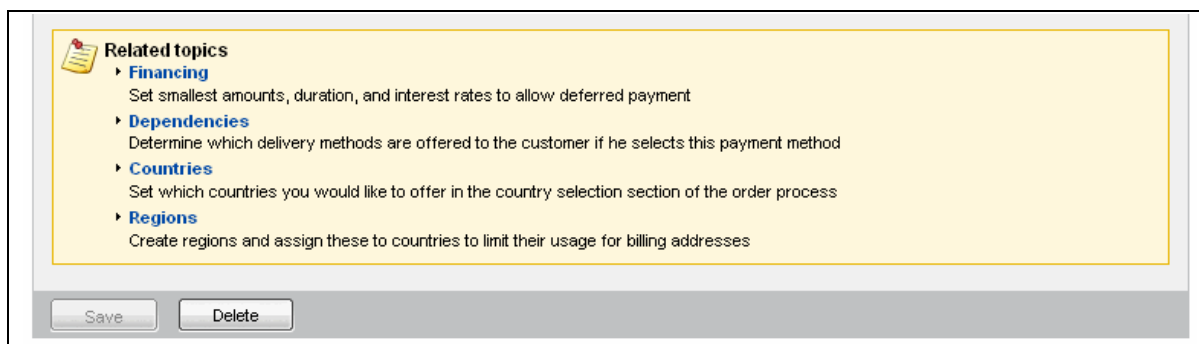 Related topics
Financing
Set smallest amounts, duration, and interest rates to allow deferred payment
Dependencies
Determine which delivery methods are offered to the customer if he selects this payment method
Countries
Set which countries you would like to offer in the country selection section of the order process
Regions
Create regions and assign these to countries to limit their usage for billing addresses
Save Delete